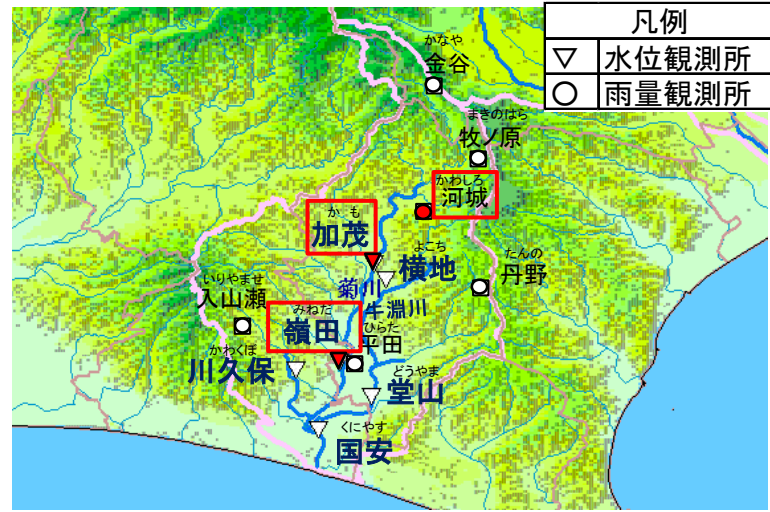 凡例
▽ 水位観測所
○ 雨量観測所
かなや
金谷
まきのはら
牧ノ原
かわしろ
河城
かも
加茂
よこち
横地
たんの
丹野
菊川
牛淵川
いりやませ
入山瀬
みねた
嶺田
ひらた
平田
かわくぼ
川久保
どうやま
堂山
くにやす
国安